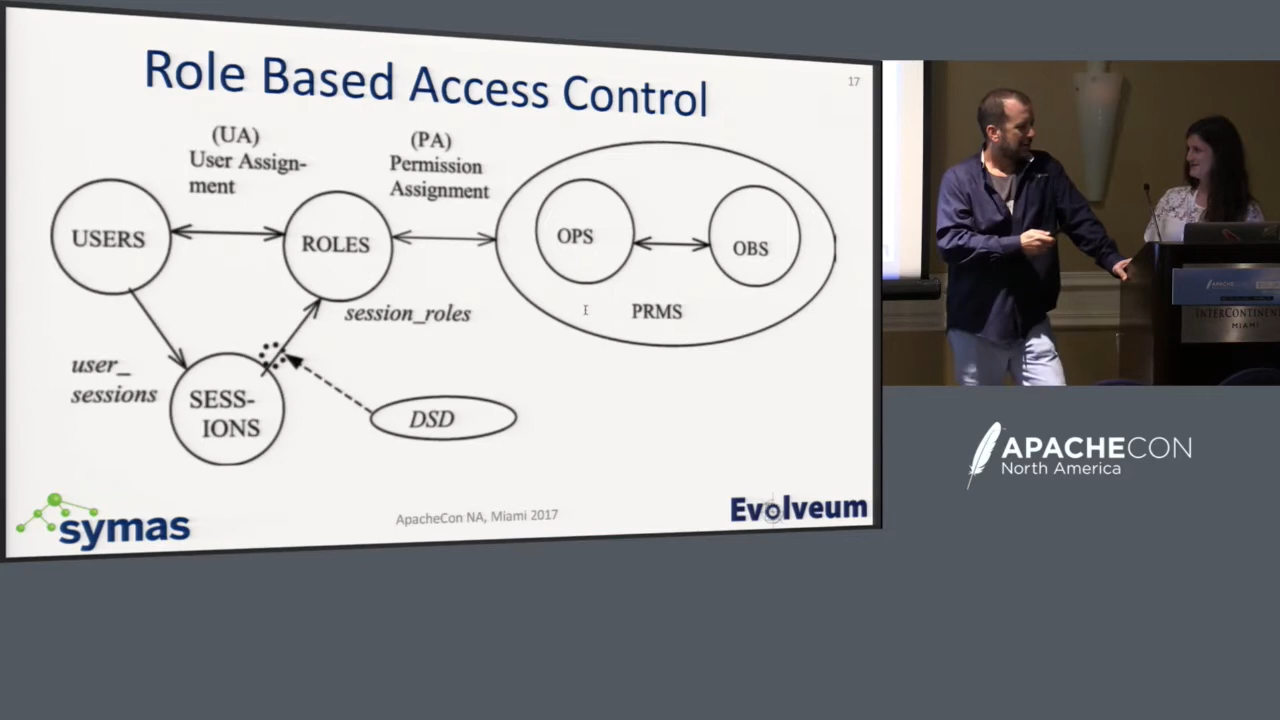 Role Based Access Control
17
(UA)
User Assign-
ment
(PA)
Permission
Assignment
USERS
ROLES
OPS
OBS
PRMS
session_roles
user_
sessions
SESS-
IONS
DSD
symas
ApacheCon NA, Miami 2017
Evolveum
INTERCONTINENT
MIAMI
APACHECON
North America